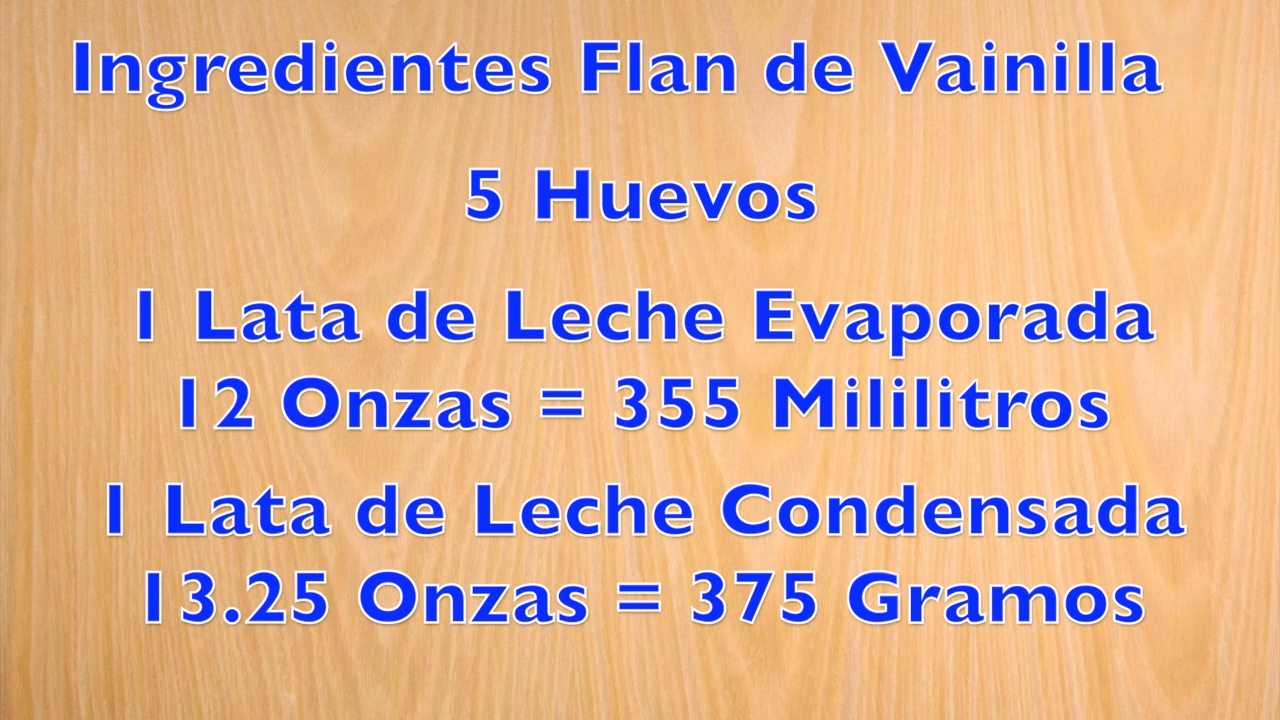 Ingredientes Flan de Vainilla
5 Huevos
1 Lata de Leche Evaporada
12 Onzas = 355 Mililitros
1 Lata de Leche Condensada
13.25 Onzas = 375 Gramos